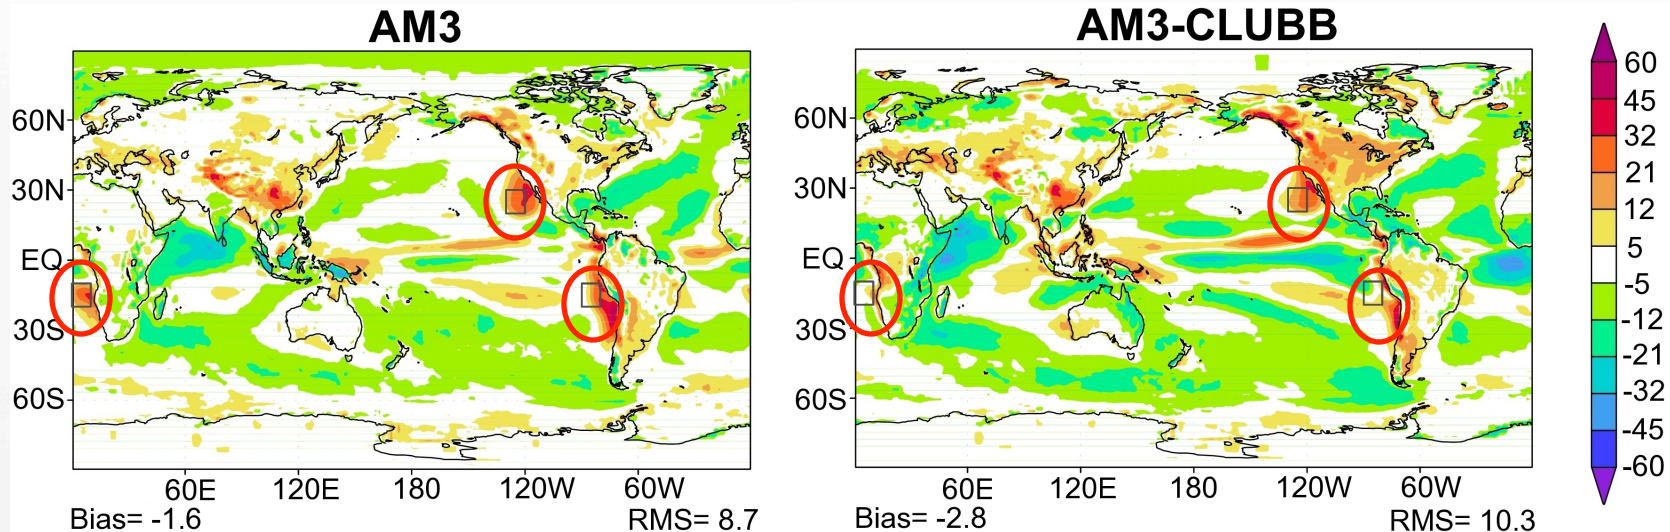 AM3
60N
30N
EQ
30S
60S
60E 120E 180 120W 60W
Bias= -1.6 RMS= 8.7
AM3-CLUBB
60N
30N
EQ
30S
60S
60E 120E 180 120W 60W
Bias= -2.8 RMS= 10.3
60
45
32
21
12
5
-5
-12
-21
-32
-45
-60